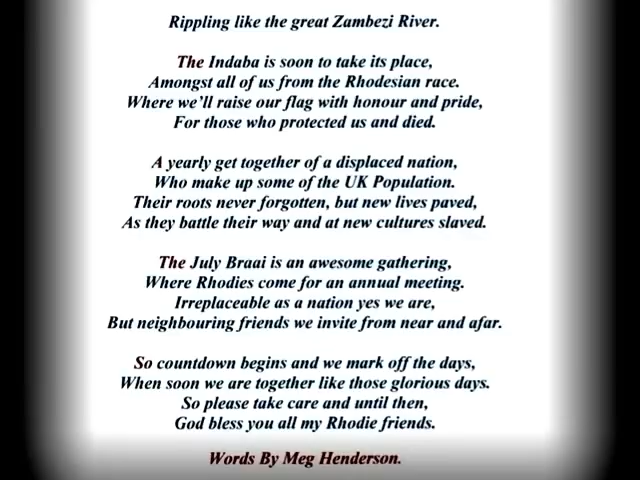 Rippling like the great Zambezi River.
The Indaba is soon to take its place,
Amongst all of us from the Rhodesian race.
Where we'll raise our flag with honour and pride,
For those who protected us and died.
A yearly get together of a displaced nation,
Who make up some of the UK Population.
Their roots never forgotten, but new lives paved,
As they battle their way and at new cultures slaved.
The July Braai is an awesome gathering,
Where Rhodies come for an annual meeting.
Irreplaceable as a nation yes we are,
But neighbouring friends we invite from near and afar.
So countdown begins and we mark off the days,
When soon we are together like those glorious days.
So please take care and until then,
God bless you all my Rhodie friends.
Words By Meg Henderson.